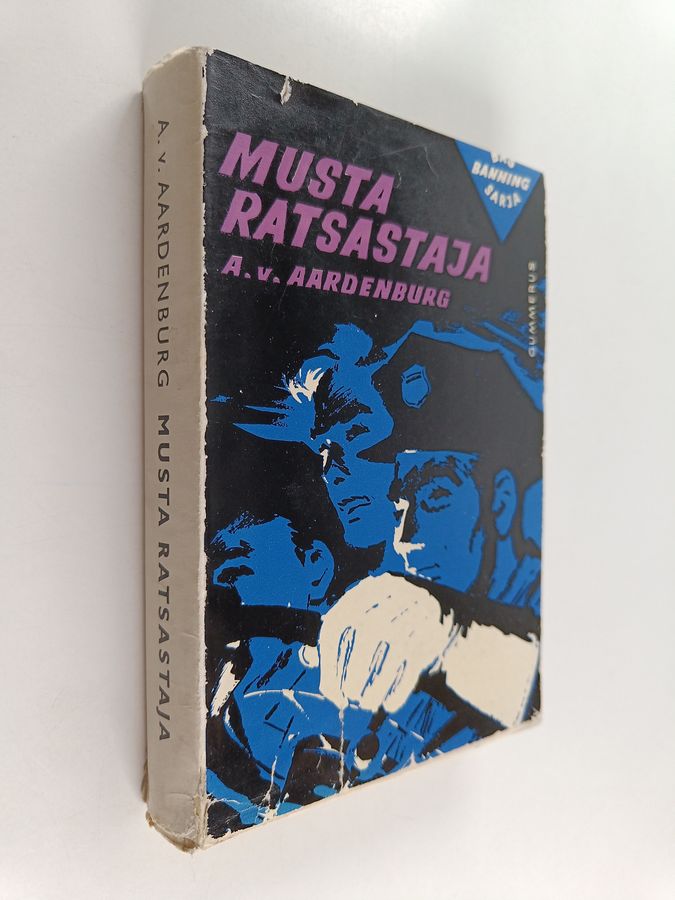 MUSTA
RATSASTAJA
A. v. AARDENBURG
BANNING
SARJA
GUMMERUS
A. v. AARDENBURG MUSTA RATSASTAJA